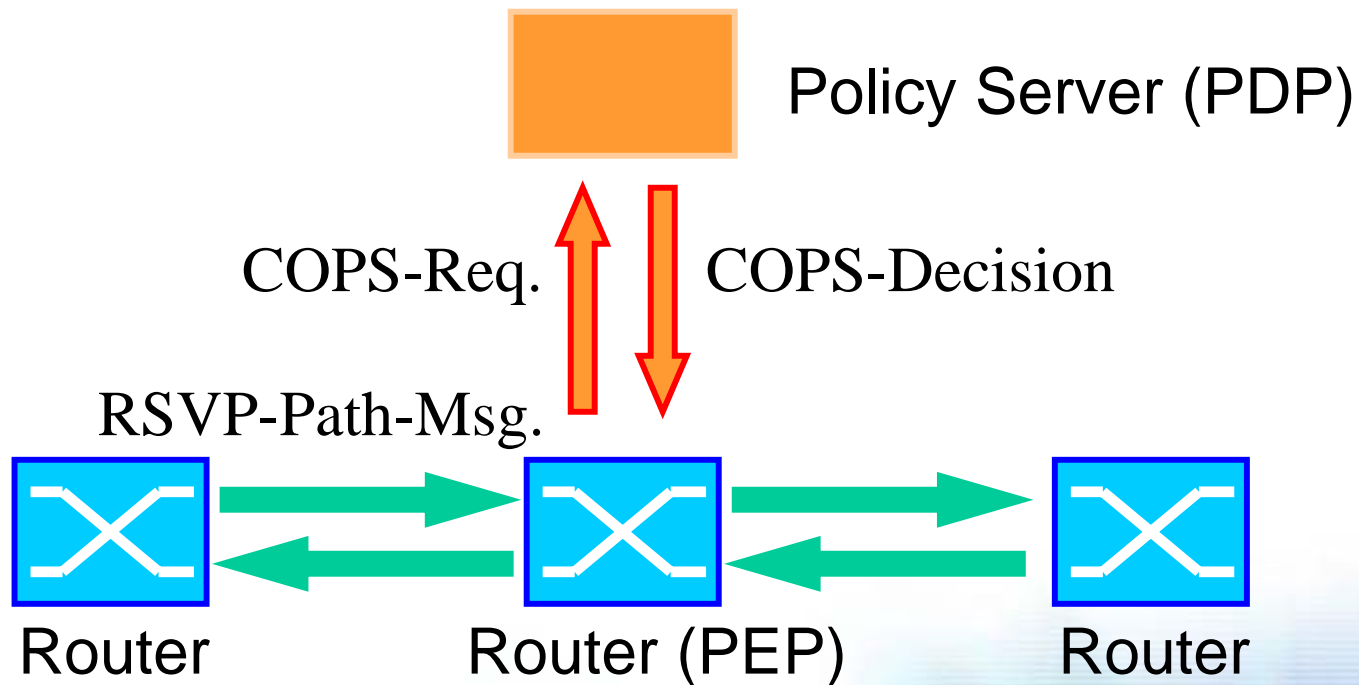 Policy Server (PDP)
COPS-Req.
COPS-Decision
RSVP-Path-Msg.
Router
Router (PEP)
Router